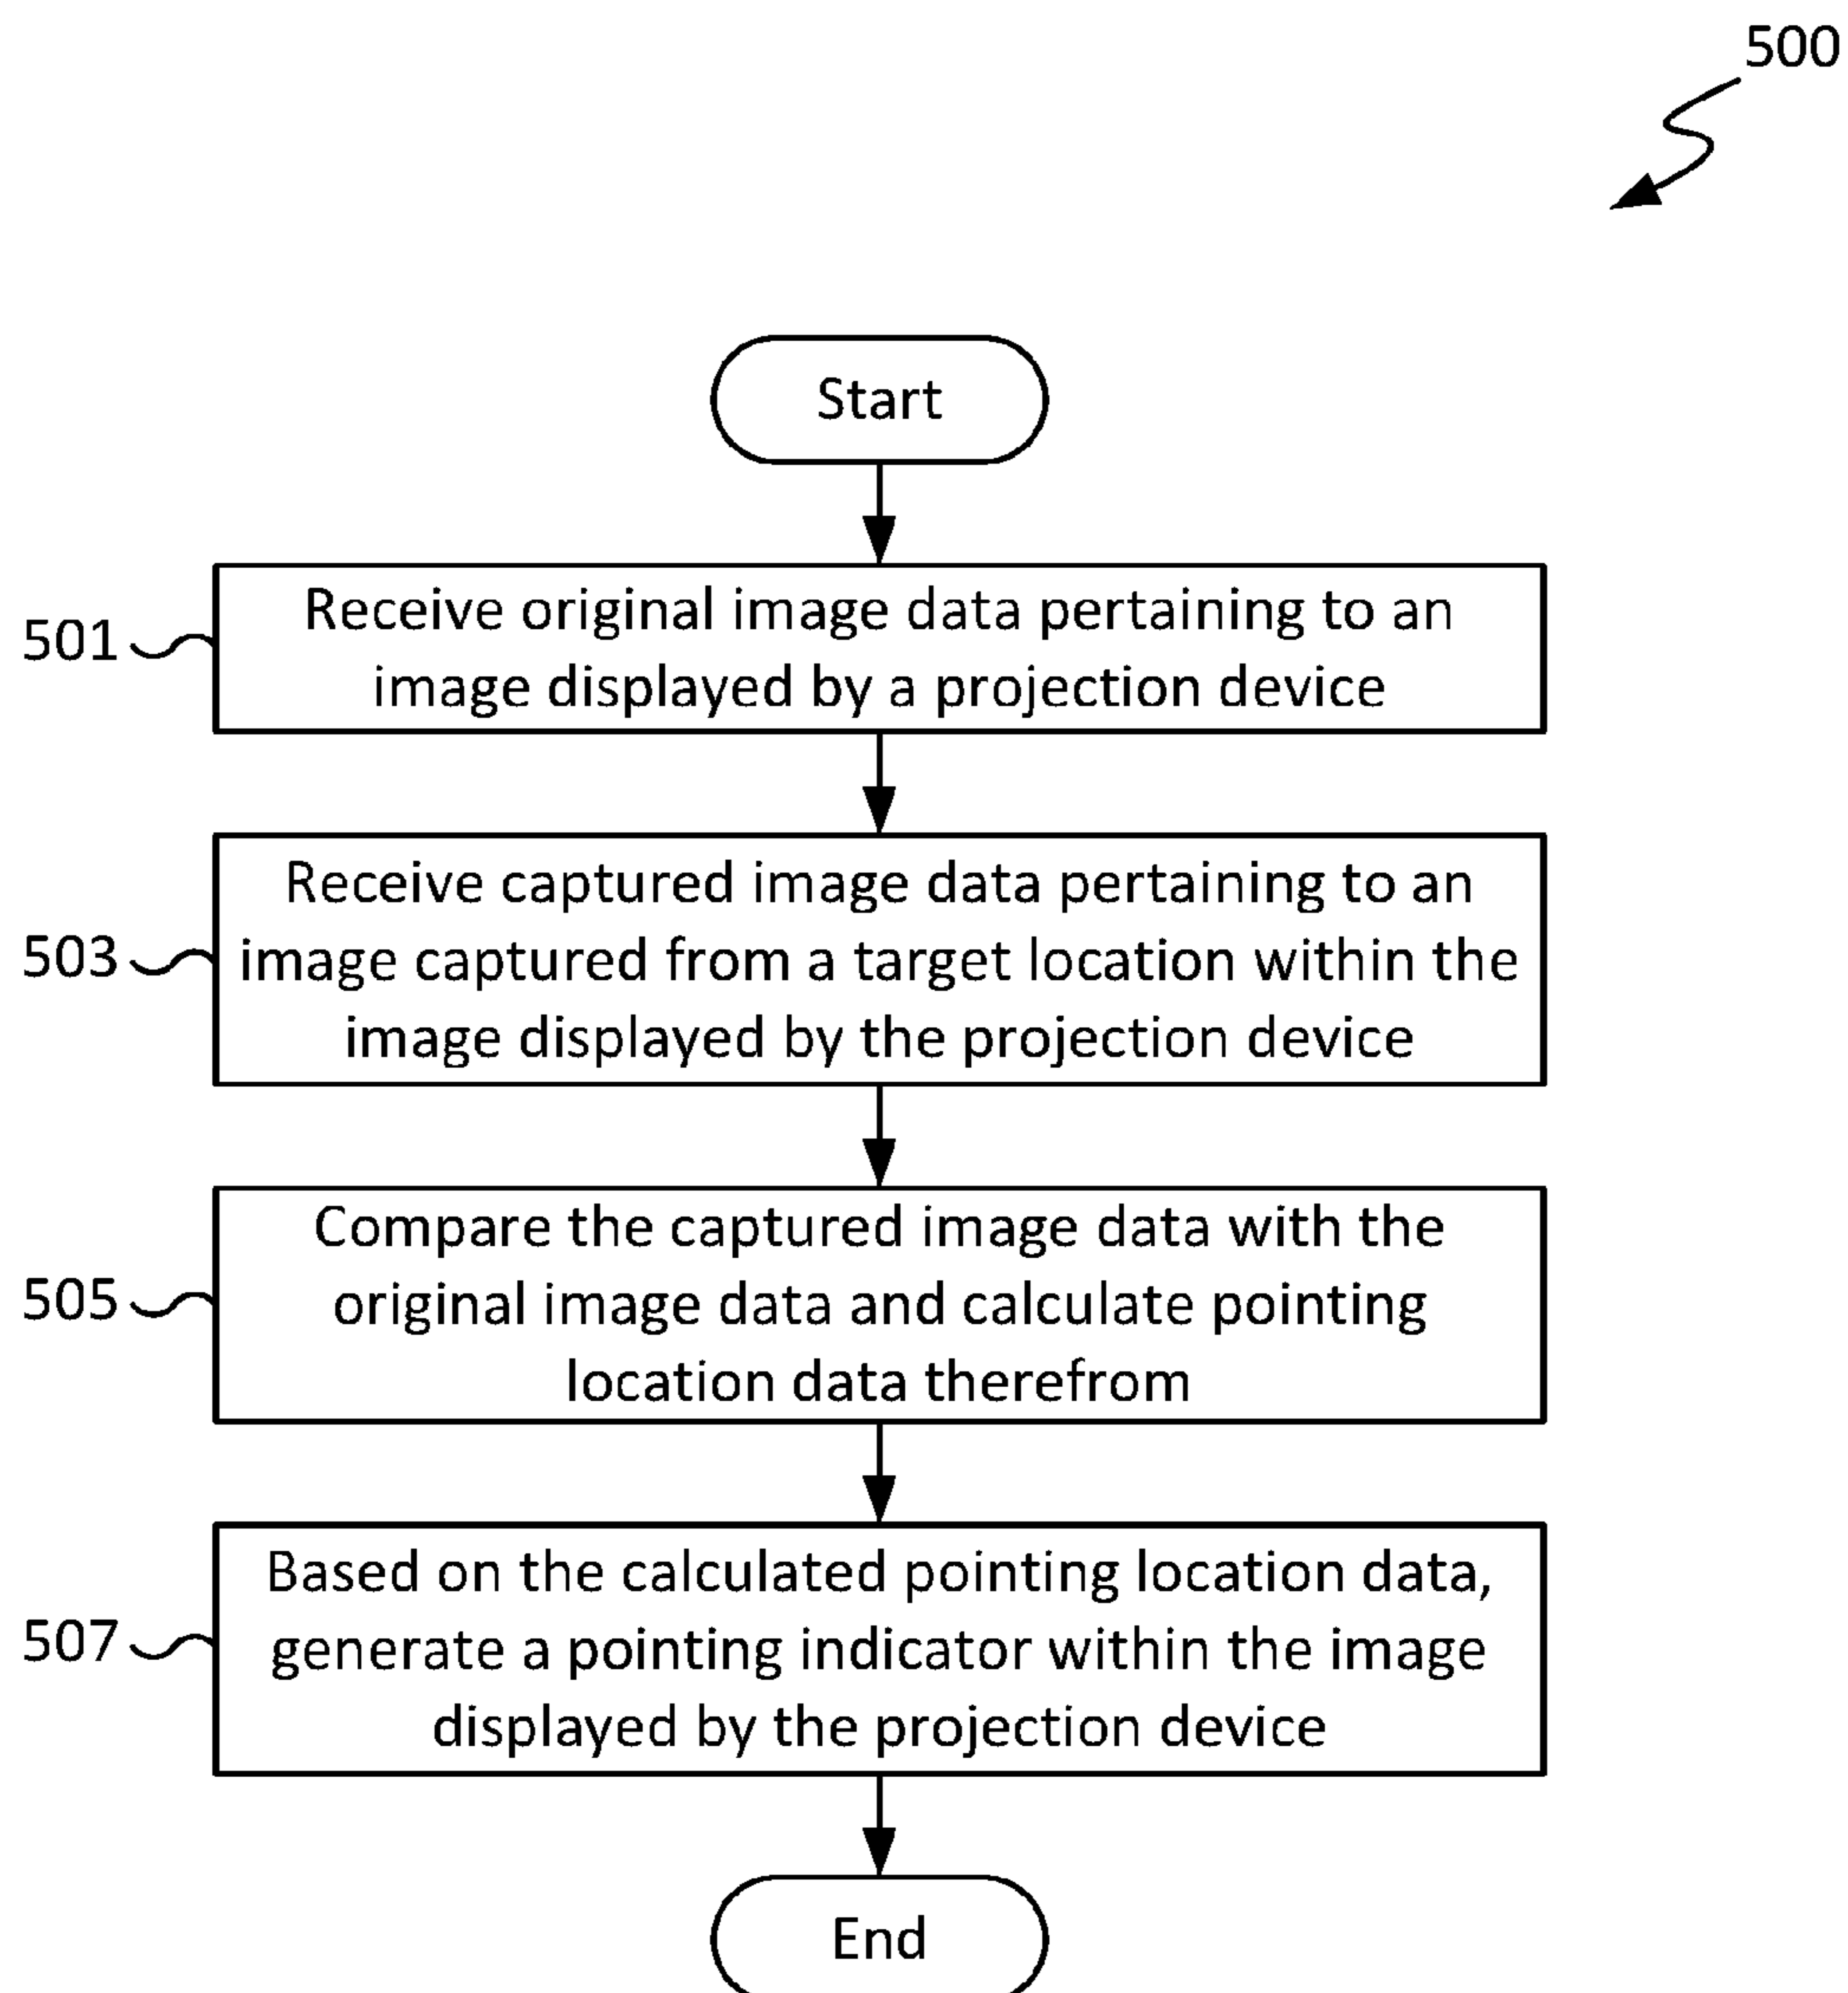 500
Start
501
Receive original image data pertaining to an
image displayed by a projection device
503
Receive captured image data pertaining to an
image captured from a target location within the
image displayed by the projection device
505
Compare the captured image data with the
original image data and calculate pointing
location data therefrom
507
Based on the calculated pointing location data,
generate a pointing indicator within the image
displayed by the projection device
End